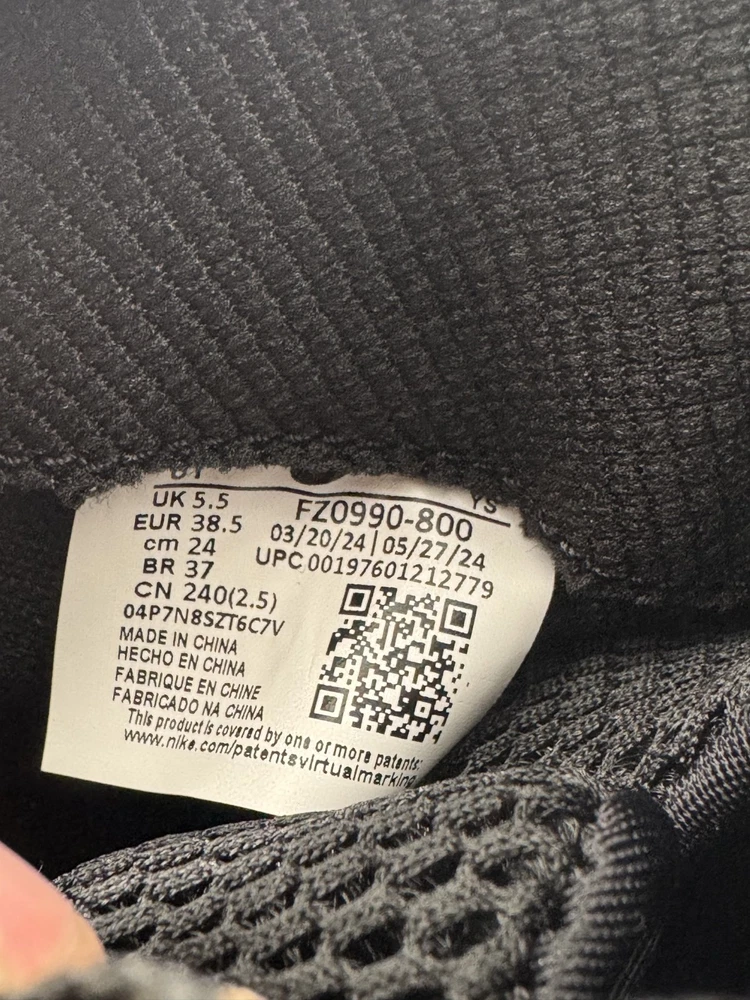 YS
UK 5.5
EUR 38.5
cm 24
BR 37
CN 240(2.5)
04P7N8SZT6C7V
MADE IN CHINA
HECHO EN CHINA
FABRIQUE EN CHINE
FABRICADO NA CHINA
FZ0990-800
03/20/24|05/27/24
UPC00197601212779
This product is covered by one or more patents:
www.nike.com/patentsvirtualmarking